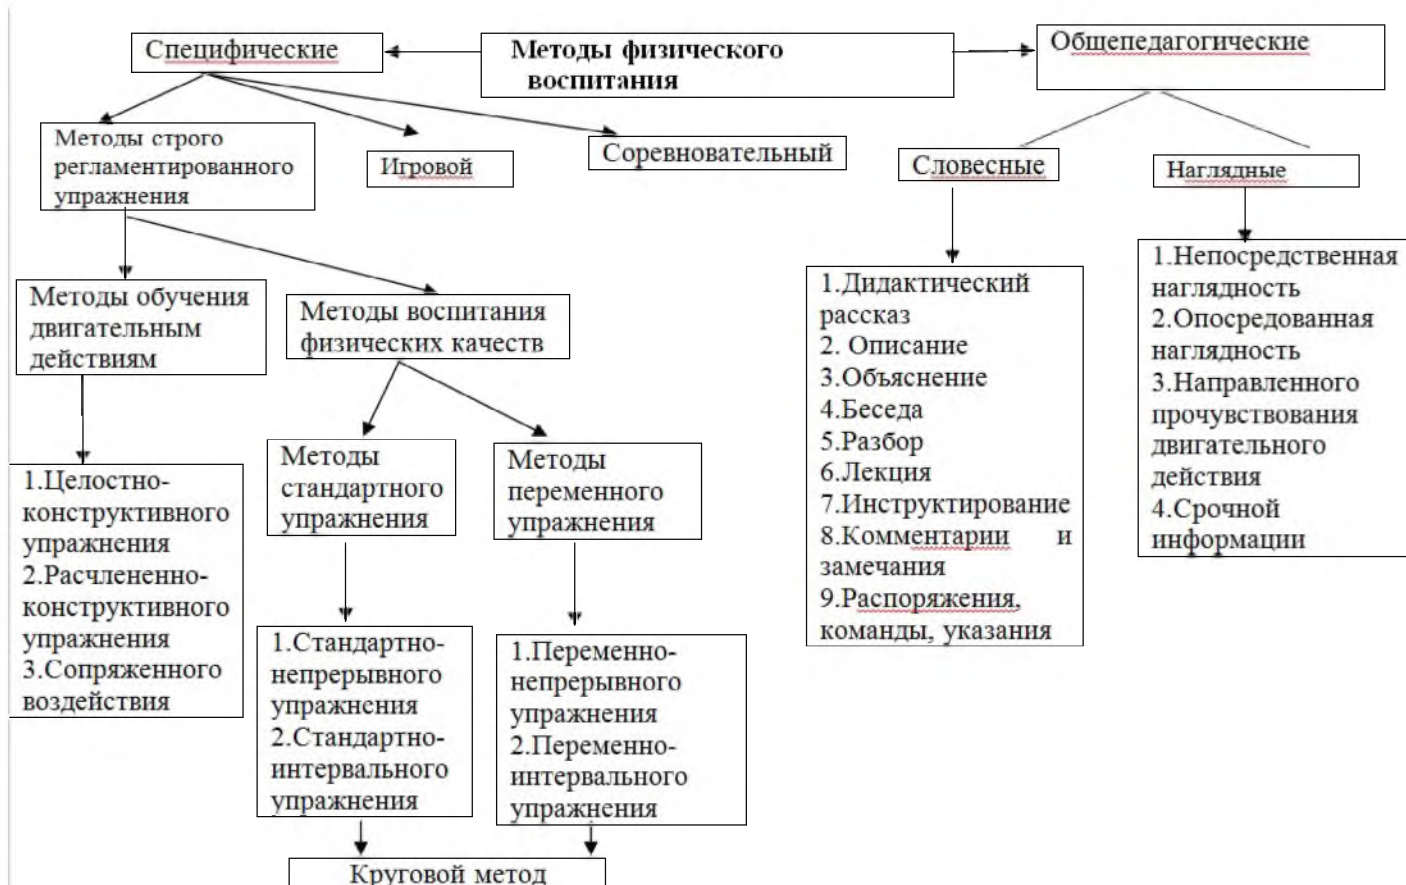 Специфические
Методы физического
воспитания
Общепедагогические
Методы строго
регламентированного
упражнения
Игровой
Соревновательный
Словесные
Наглядные
Методы обучения
двигательным
действиям
Методы воспитания
физических качеств
1.Дидактический
рассказ
2. Описание
3.Объяснение
4.Беседа
5.Разбор
6.Лекция
7.Инструктирование
8.Комментарии и
замечания
9.Распоряжения,
команды, указания
1.Непосредственная
наглядность
2.Опосредованная
наглядность
3.Направленного
прочувствования
двигательного
действия
4.Срочной
информации
1.Целостно-
конструктивного
упражнения
2.Расчлененно-
конструктивного
упражнения
3.Сопряженного
воздействия
Методы
стандартного
упражнения
Методы
переменного
упражнения
1.Стандартно-
непрерывного
упражнения
2.Стандартно-
интервального
упражнения
1.Переменно-
непрерывного
упражнения
2.Переменно-
интервального
упражнения
Круговой метод